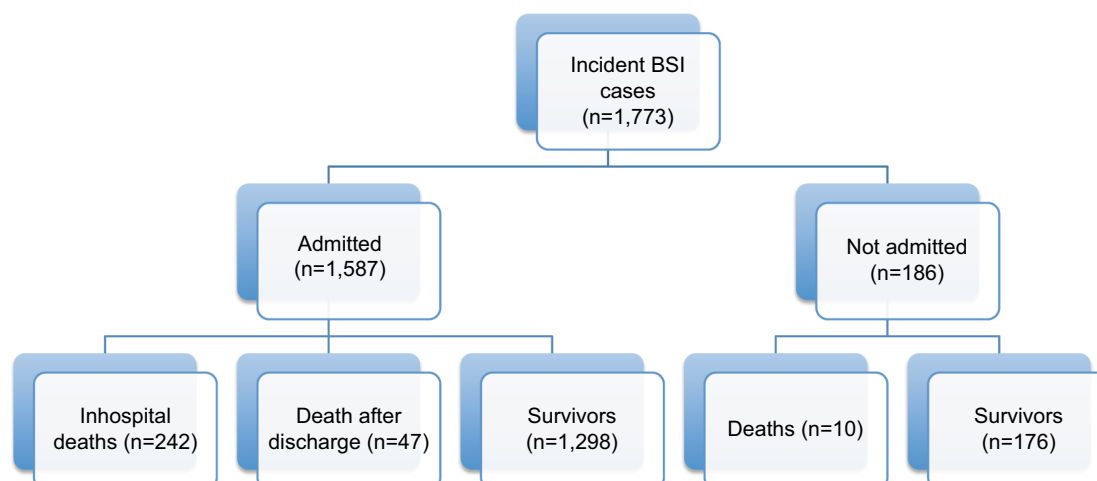 Incident BSI
cases
(n=1,773)
Admitted
(n=1,587)
Not admitted
(n=186)
Inhospital
deaths (n=242)
Death after
discharge (n=47)
Survivors
(n=1,298)
Deaths (n=10)
Survivors
(n=176)